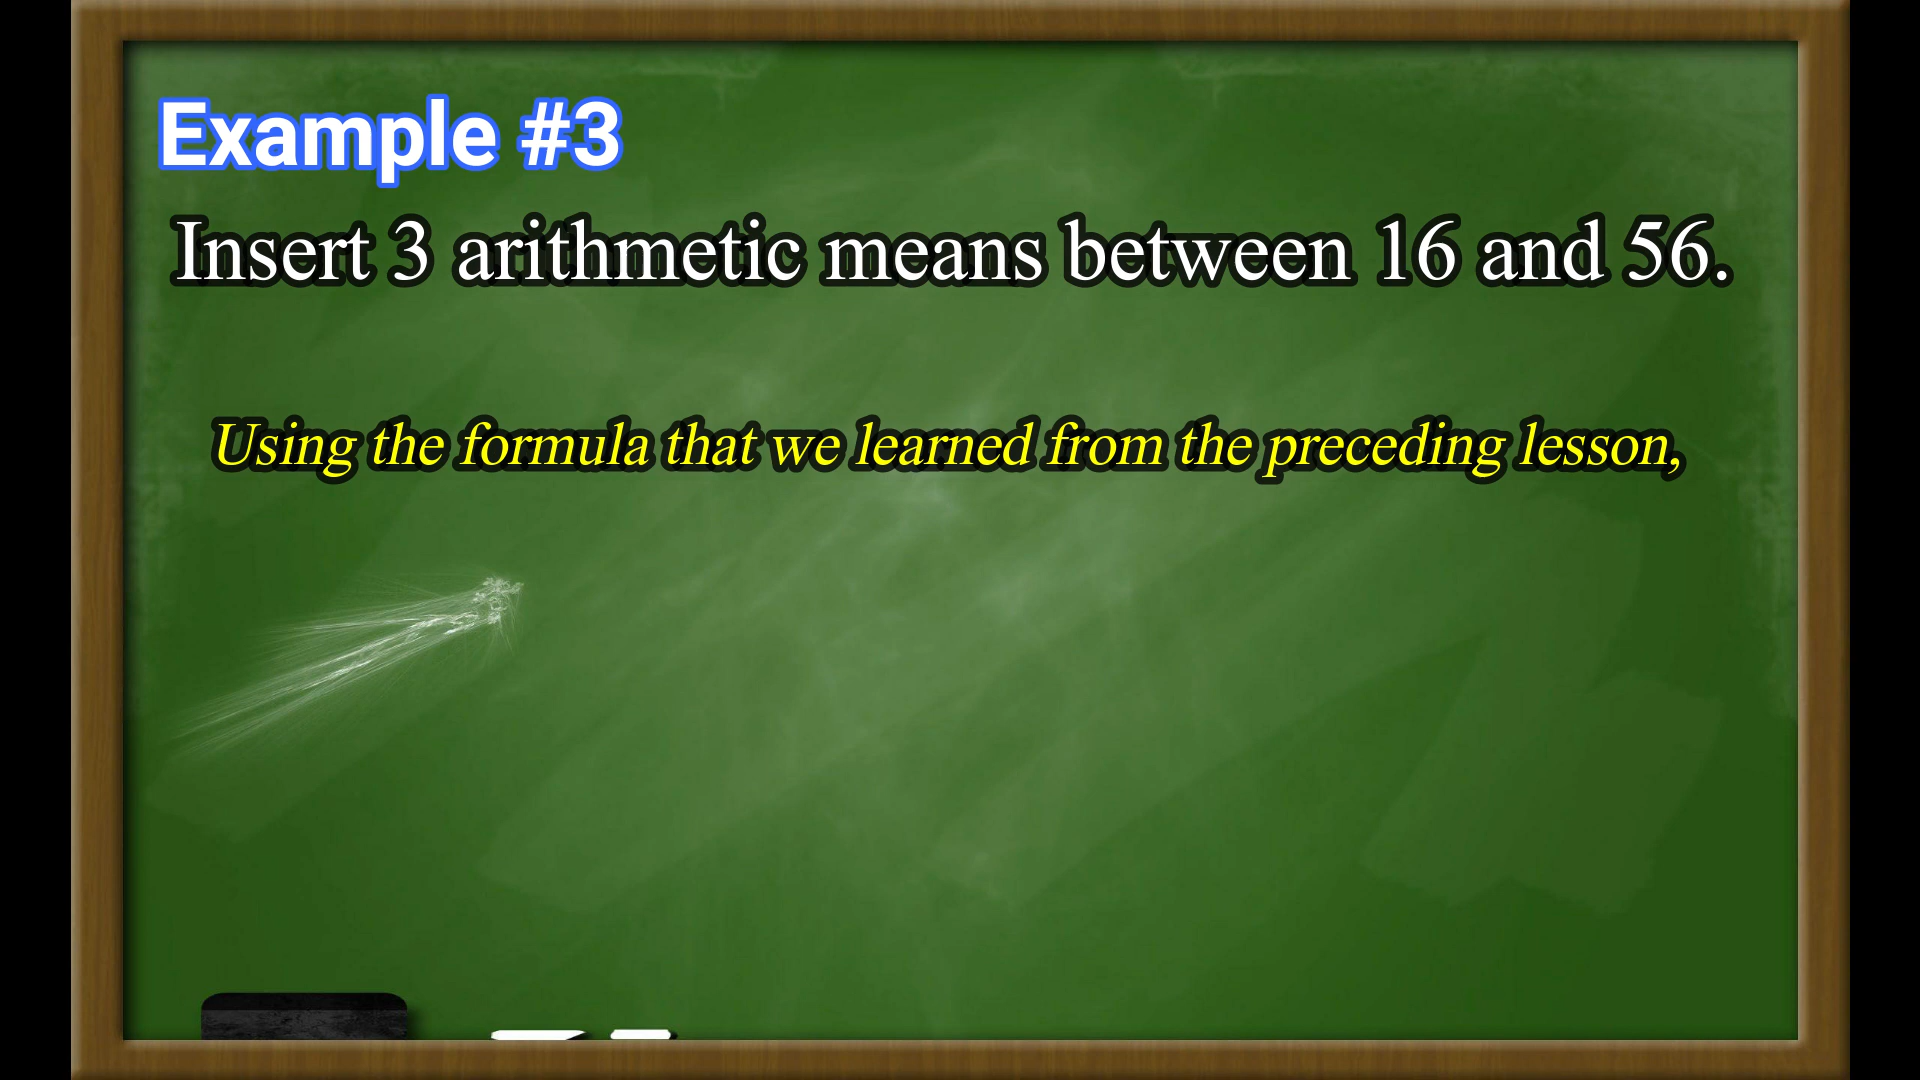 Example #3
Insert 3 arithmetic means between 16 and 56.
Using the formula that we learned from the preceding lesson,